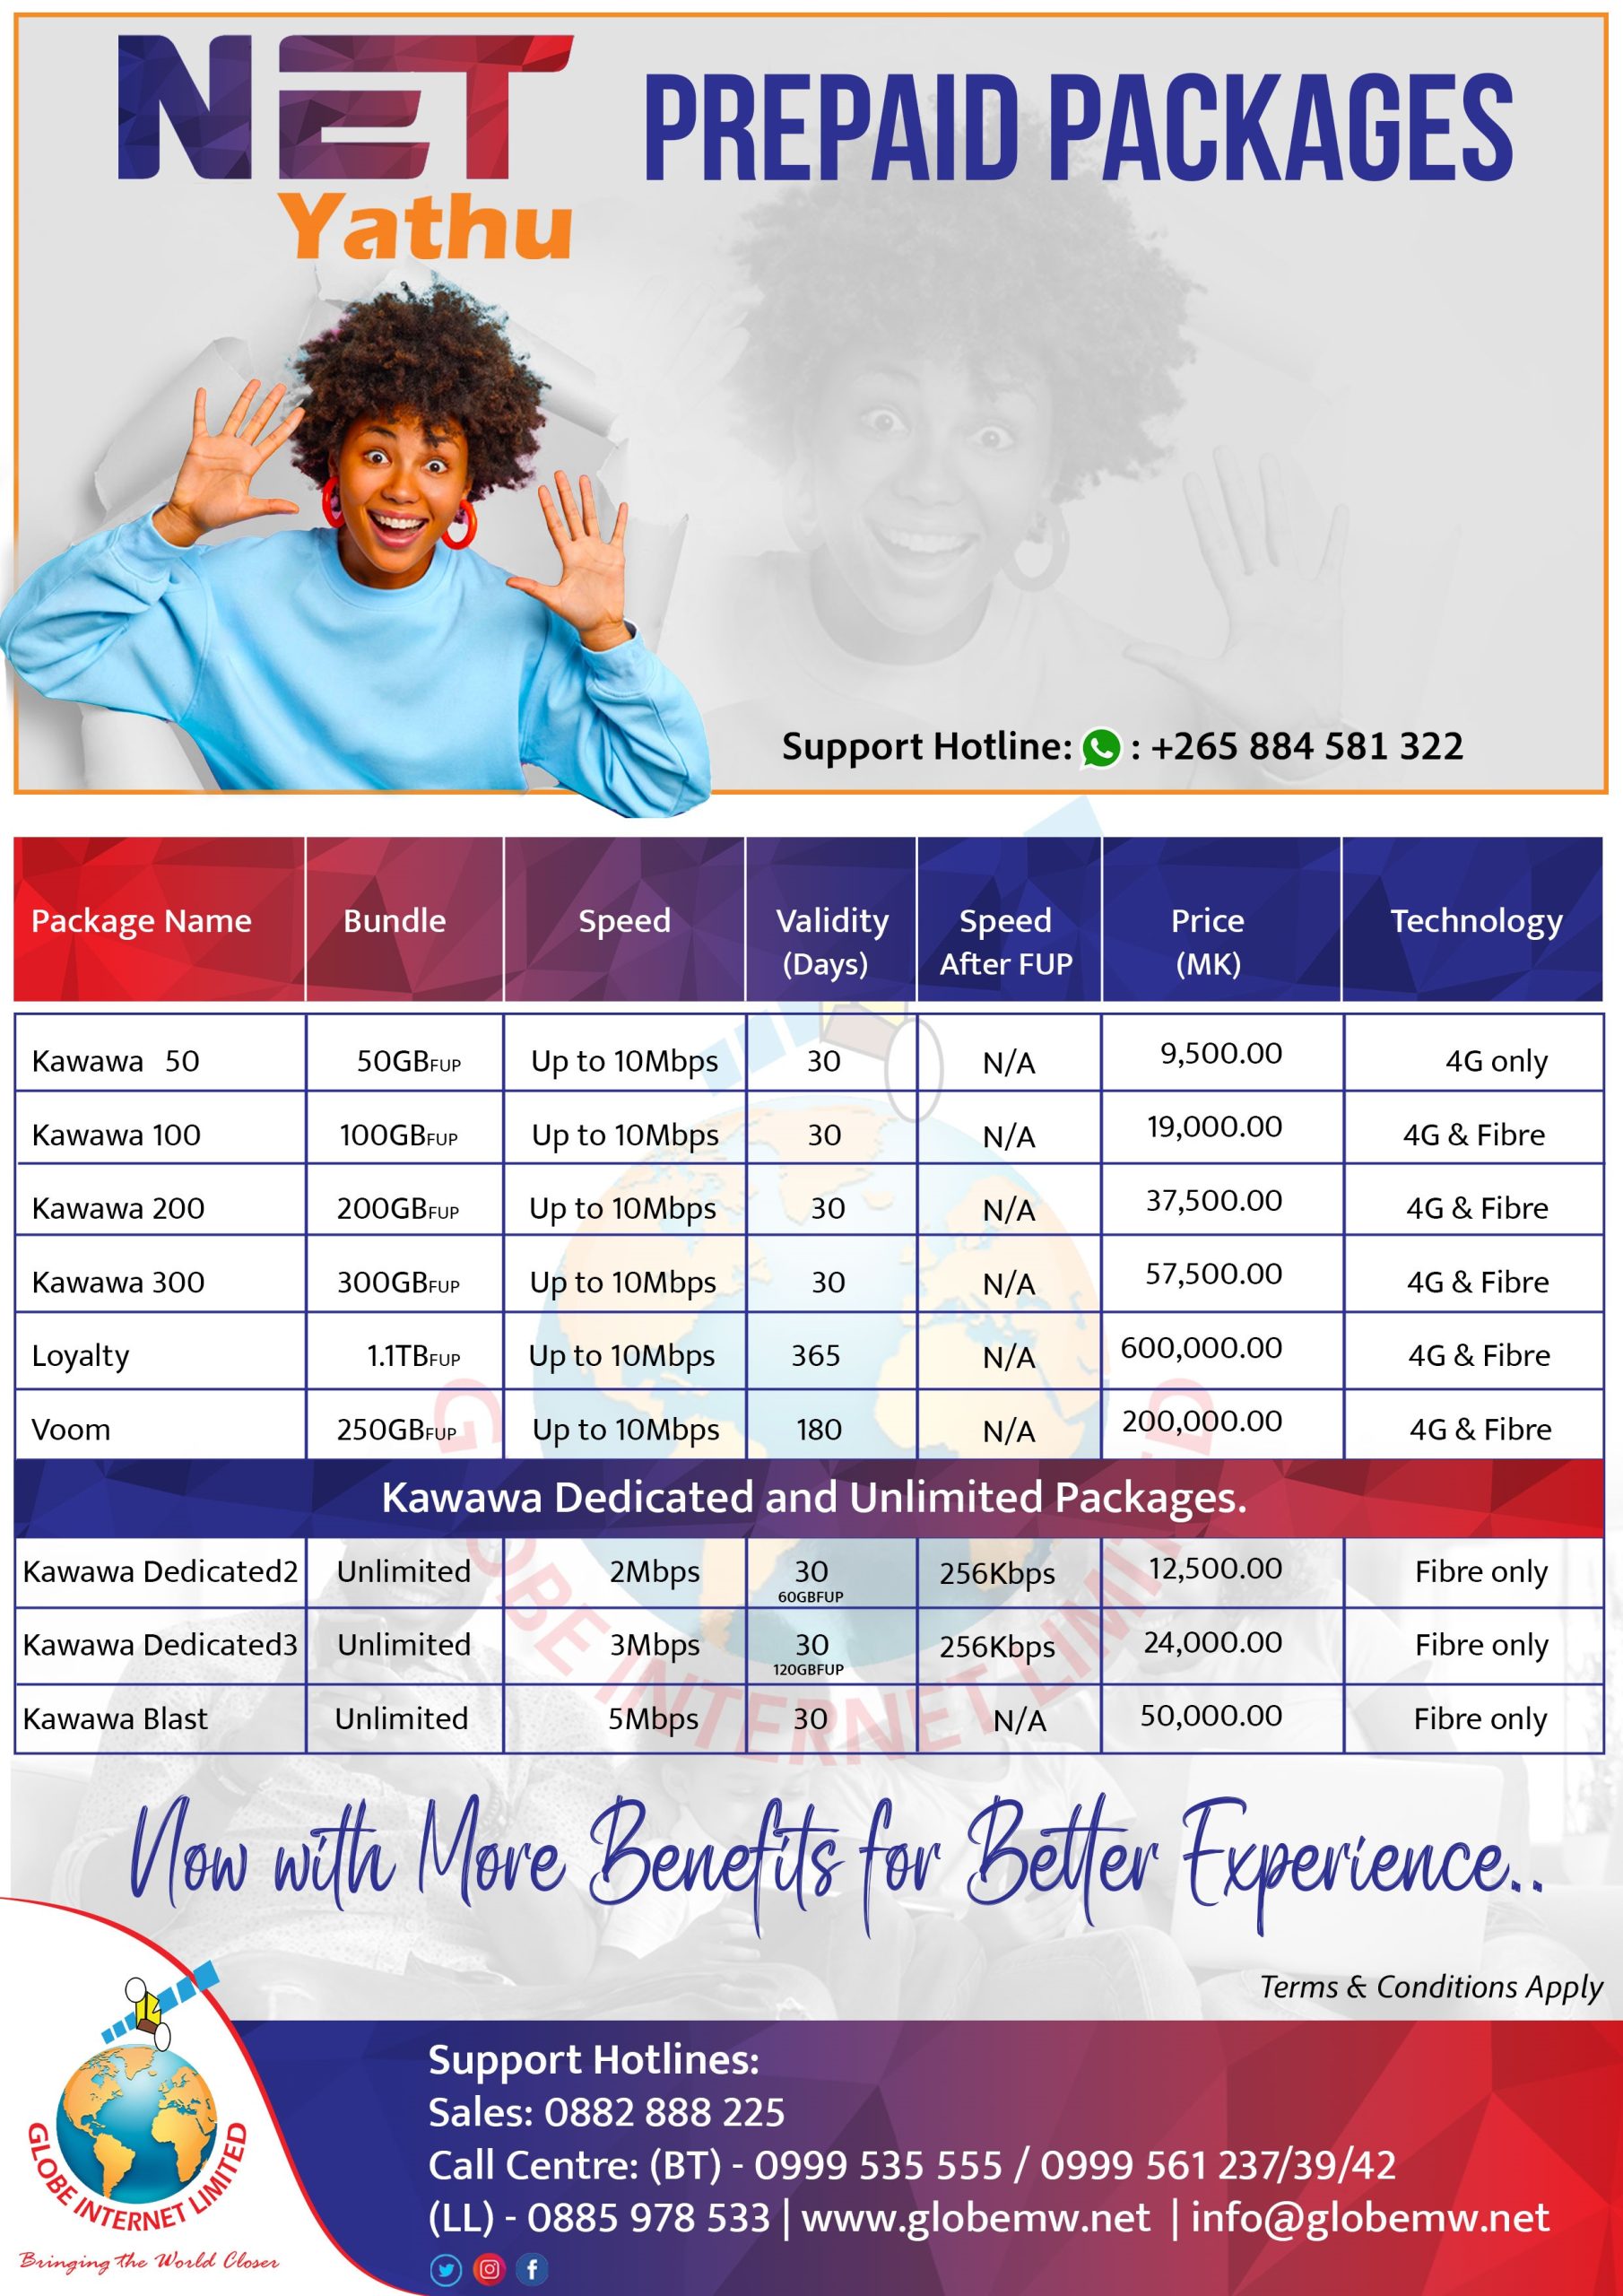 NET
Yathu
PREPAID PACKAGES
Support Hotline: : +265 884 581 322
Package Name Bundle Speed Validity (Days) Speed After FUP Price (MK) Technology
Kawawa 50 50GBFUP Up to 10Mbps 30 N/A 9,500.00 4G only
Kawawa 100 100GBFUP Up to 10Mbps 30 N/A 19,000.00 4G & Fibre
Kawawa 200 200GBFUP Up to 10Mbps 30 N/A 37,500.00 4G & Fibre
Kawawa 300 300GBFUP Up to 10Mbps 30 N/A 57,500.00 4G & Fibre
Loyalty 1.1TBFUP Up to 10Mbps 365 N/A 600,000.00 4G & Fibre
Voom 250GBFUP Up to 10Mbps 180 N/A 200,000.00 4G & Fibre
Kawawa Dedicated and Unlimited Packages.
Kawawa Dedicated2 Unlimited 2Mbps 30 60GBFUP 256Kbps 12,500.00 Fibre only
Kawawa Dedicated3 Unlimited 3Mbps 30 120GBFUP 256Kbps 24,000.00 Fibre only
Kawawa Blast Unlimited 5Mbps 30 N/A 50,000.00 Fibre only
GLOBE INTERNET LIMITED
Now with More Benefits for Better Experience..
Terms & Conditions Apply
GLOBE INTERNET LIMITED
Bringing the World Closer
Support Hotlines:
Sales: 0882 888 225
Call Centre: (BT) - 0999 535 555 / 0999 561 237/39/42
(LL) - 0885 978 533 | www.globemw.net | info@globemw.net